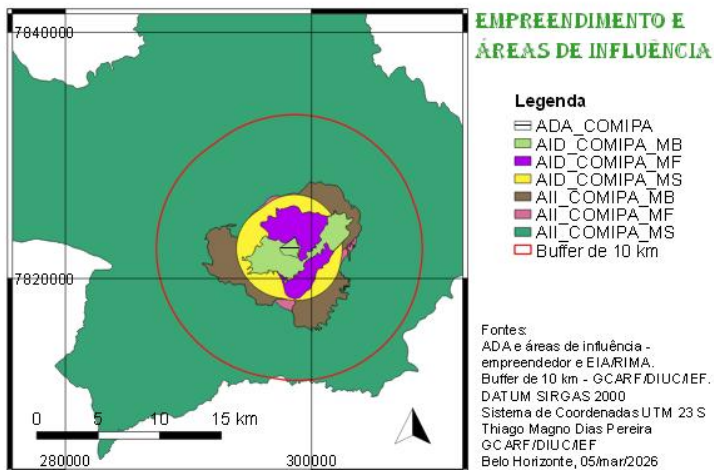 EMPREENDIMENTO E
ÁREAS DE INFLUÊNCIA
Legenda
ADA_COMIPA
AID_COMIPA_MB
AID_COMIPA_MF
AID_COMIPA_MS
AII_COMIPA_MB
AII_COMIPA_MF
AII_COMIPA_MS
Buffer de 10 km
Fontes:
ADA e áreas de influência -
empreendedor e EIA/RIMA.
Buffer de 10 km - GCARF/DIUC/IEF.
DATUM SIRGAS 2000
Sistema de Coordenadas UTM 23 S
Thiago Magno Dias Pereira
GCARF/DIUC/IEF
Belo Horizonte, 05/mar/2026
7840000
7820000
0 5 10 15 km
280000 300000